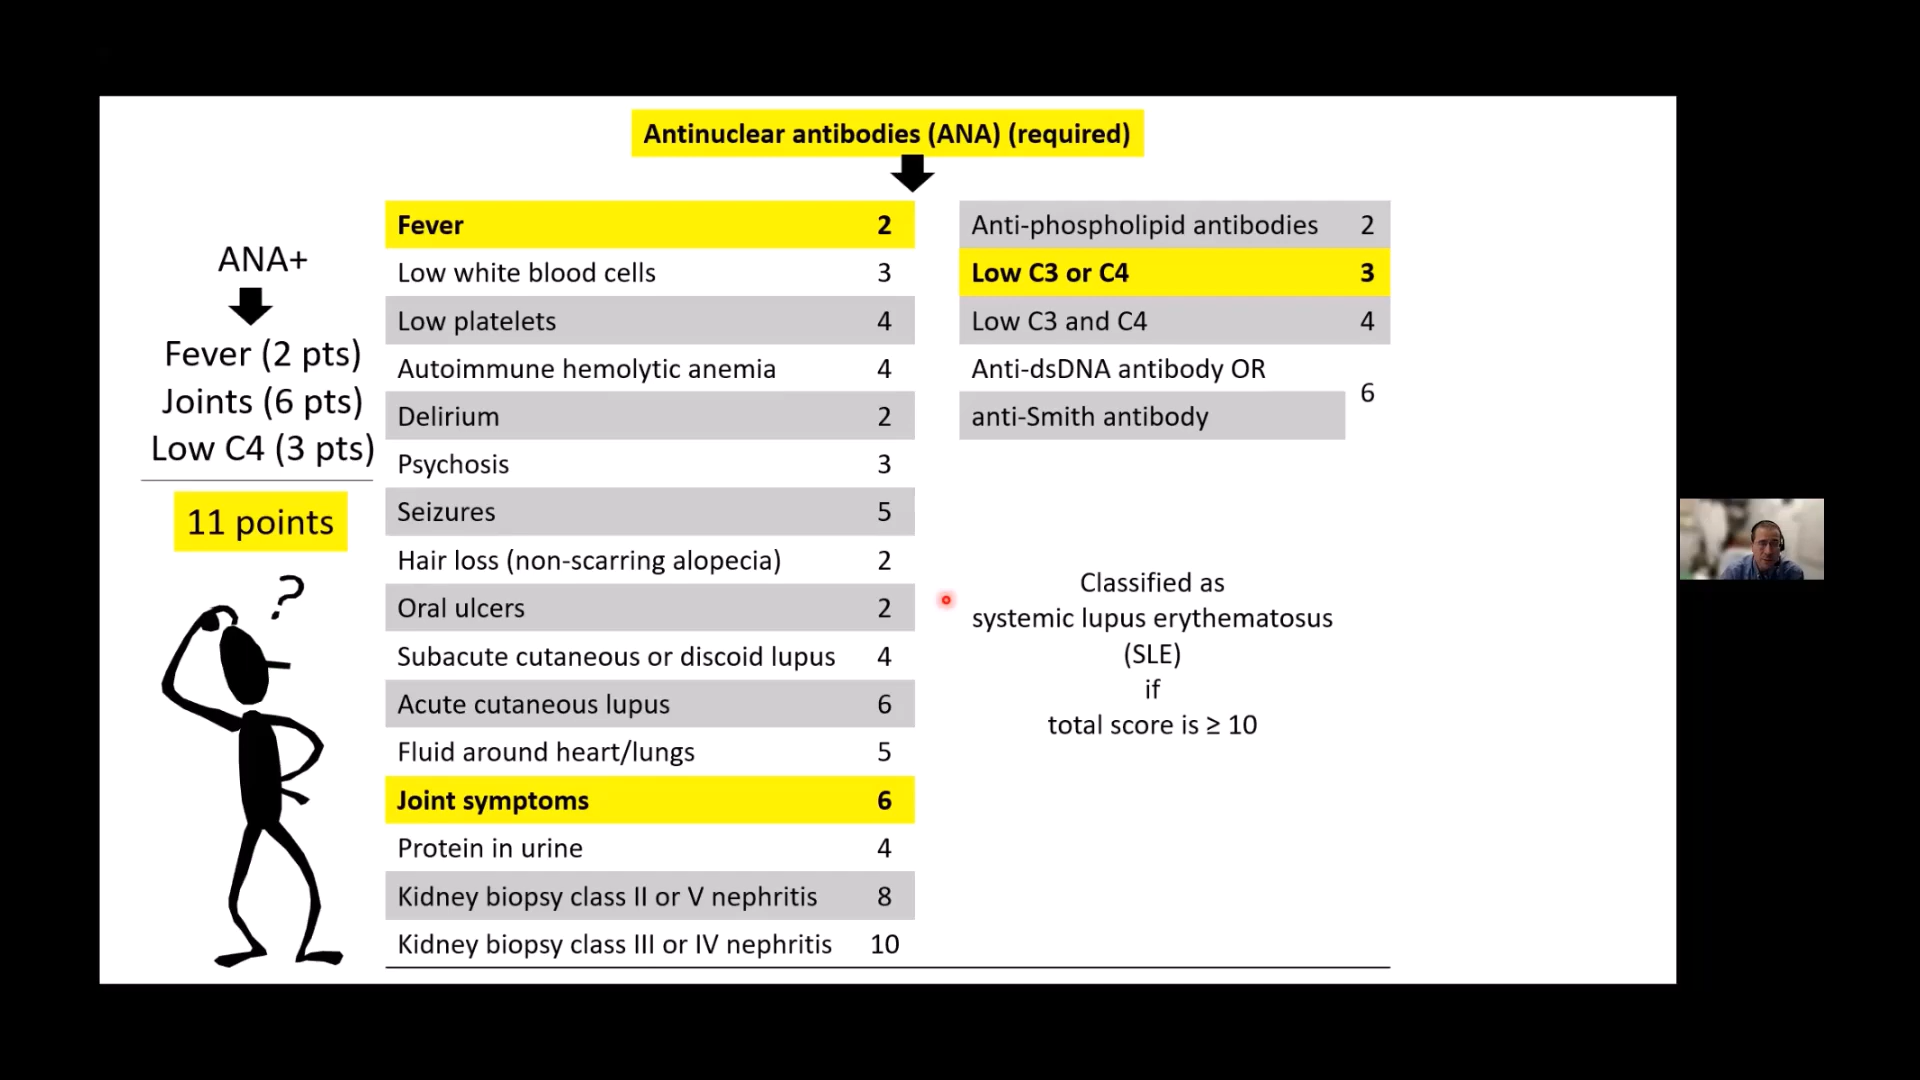 Antinuclear antibodies (ANA) (required)
ANA+
Fever (2 pts)
Joints (6 pts)
Low C4 (3 pts)
11 points
?
Fever 2
Low white blood cells 3
Low platelets 4
Autoimmune hemolytic anemia 4
Delirium 2
Psychosis 3
Seizures 5
Hair loss (non-scarring alopecia) 2
Oral ulcers 2
Subacute cutaneous or discoid lupus 4
Acute cutaneous lupus 6
Fluid around heart/lungs 5
Joint symptoms 6
Protein in urine 4
Kidney biopsy class II or V nephritis 8
Kidney biopsy class III or IV nephritis 10
Anti-phospholipid antibodies 2
Low C3 or C4 3
Low C3 and C4 4
Anti-dsDNA antibody OR
6
anti-Smith antibody
Classified as
systemic lupus erythematosus
(SLE)
if
total score is ≥ 10